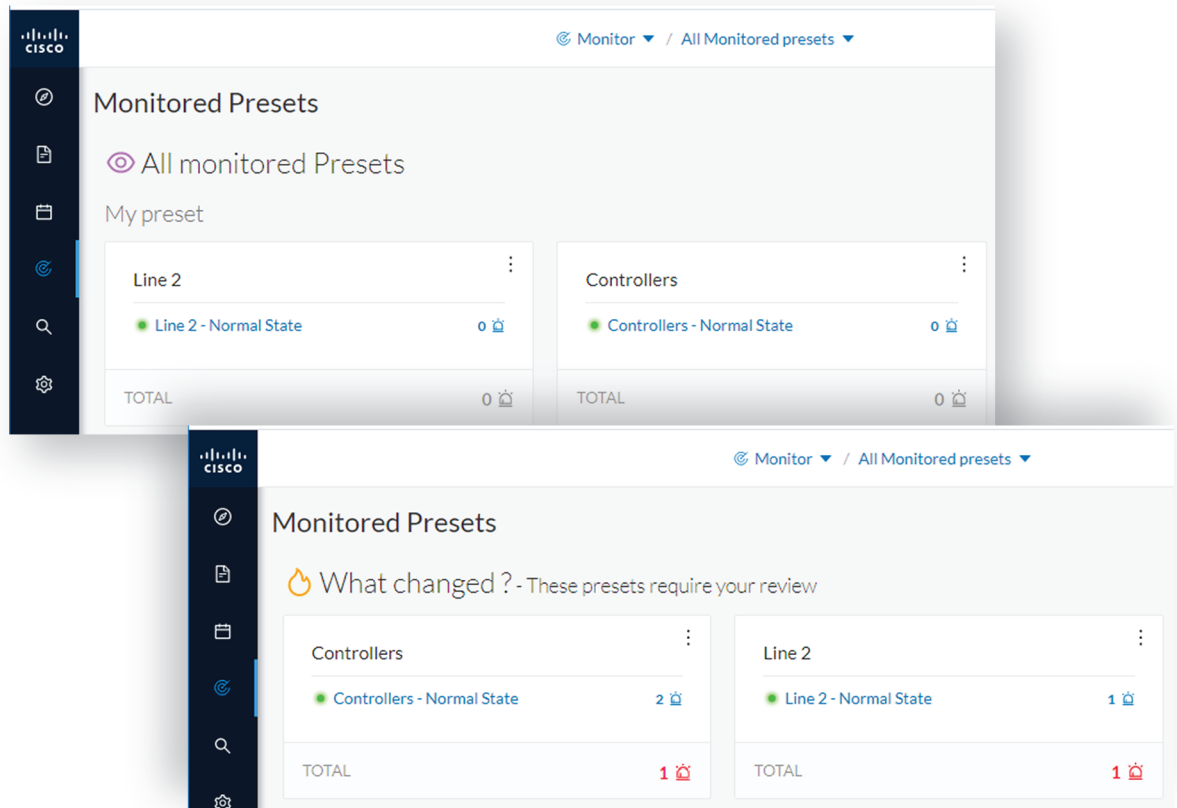 CISCO
Monitor / All Monitored presets
Monitored Presets
All monitored Presets
My preset
Line 2
Line 2 - Normal State 0
TOTAL 0
Controllers
Controllers - Normal State 0
TOTAL 0
CISCO
Monitor / All Monitored presets
Monitored Presets
What changed ? - These presets require your review
Controllers
Controllers - Normal State 2
TOTAL 1
Line 2
Line 2 - Normal State 1
TOTAL 1